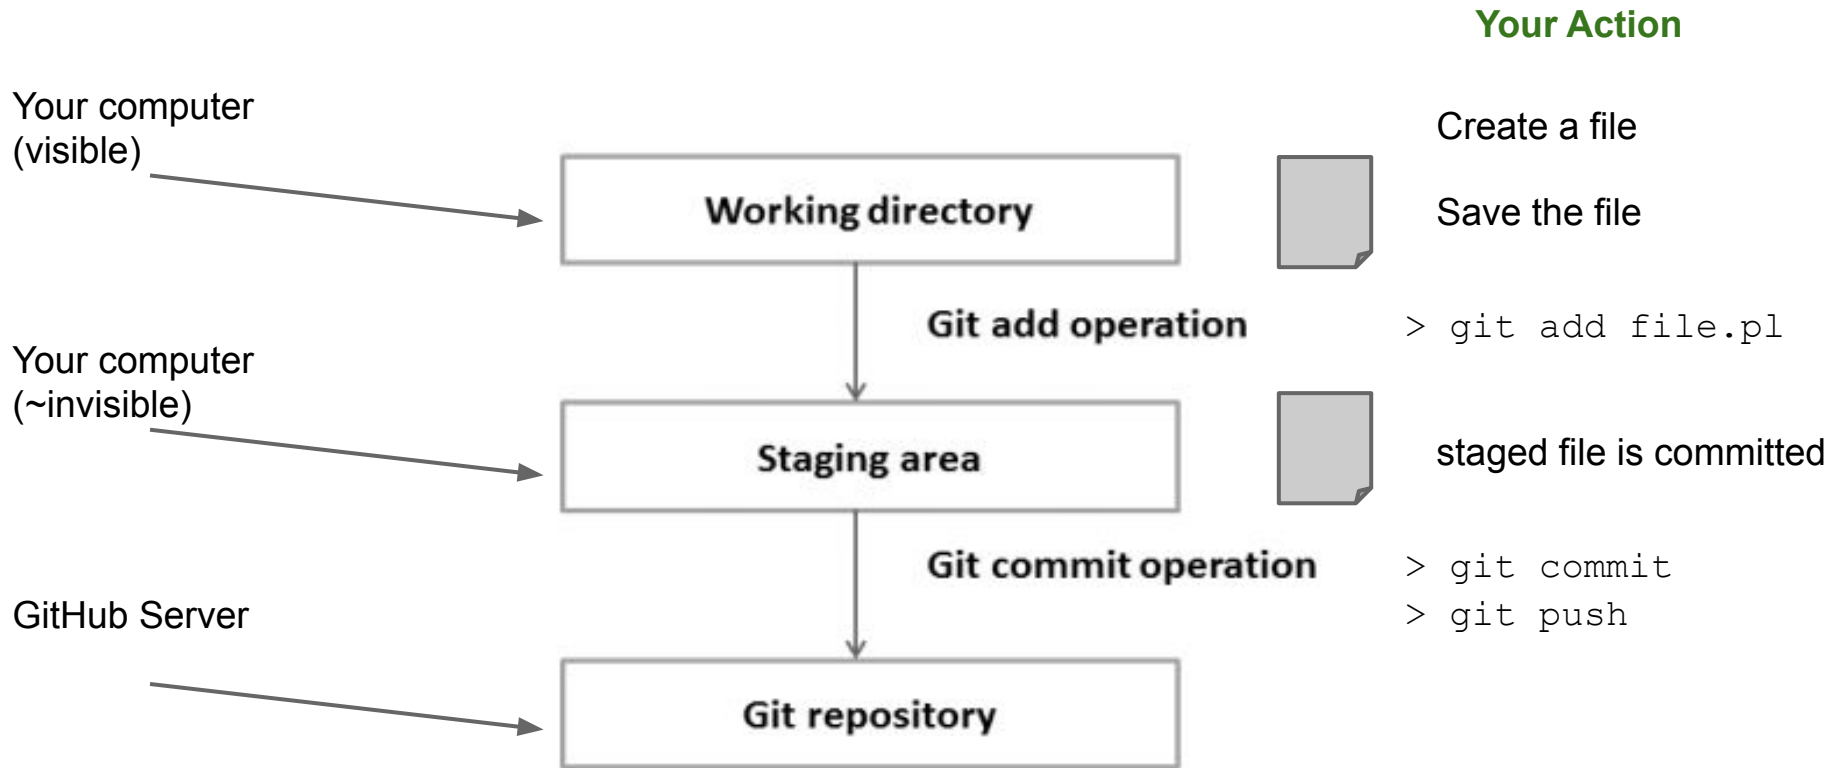 Your Action
Your computer
(visible)
Create a file
Working directory
Save the file
Git add operation
> git add file.pl
Your computer
(~invisible)
Staging area
staged file is committed
Git commit operation
> git commit
> git push
GitHub Server
Git repository